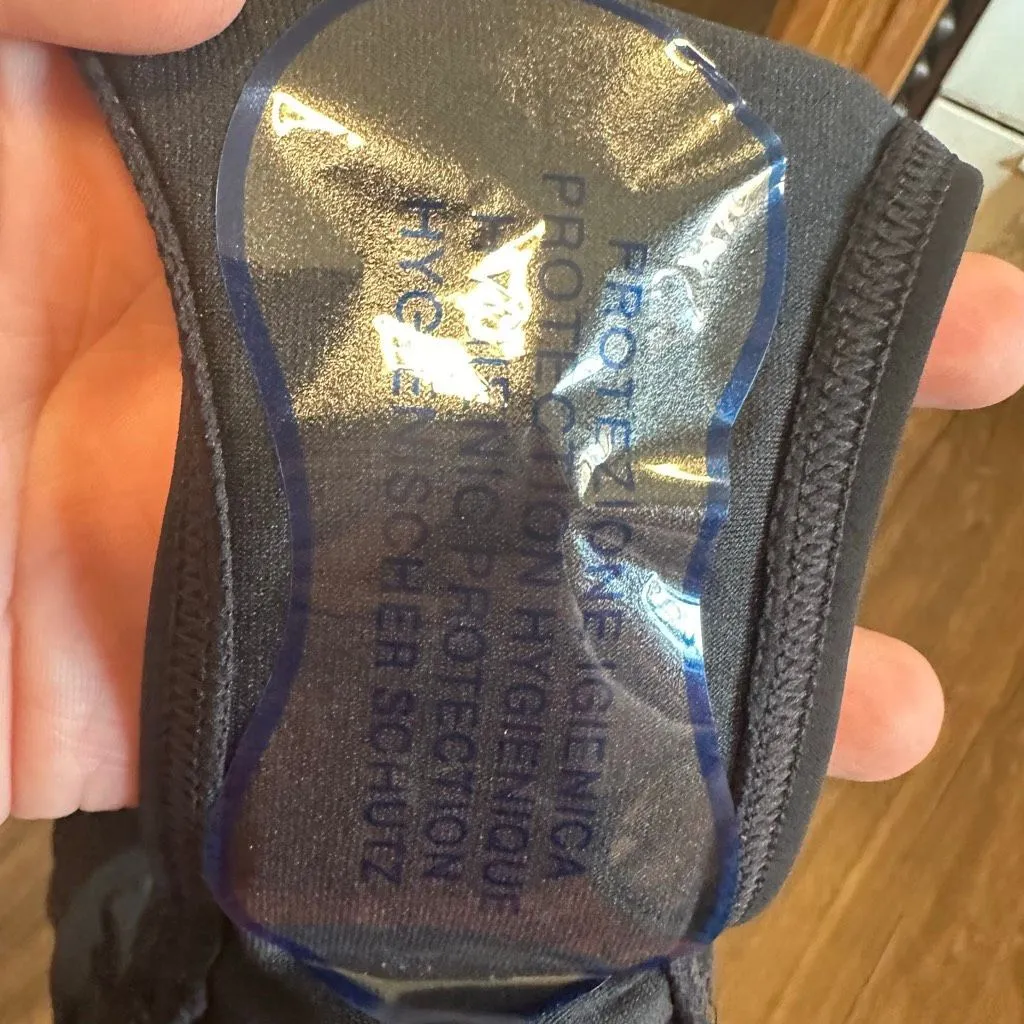 PROTEZIONE IGIENICA
PROTECTION HYGIENIQUE
HYGIENIC PROTECTION
HYGIENISCHER SCHUTZ